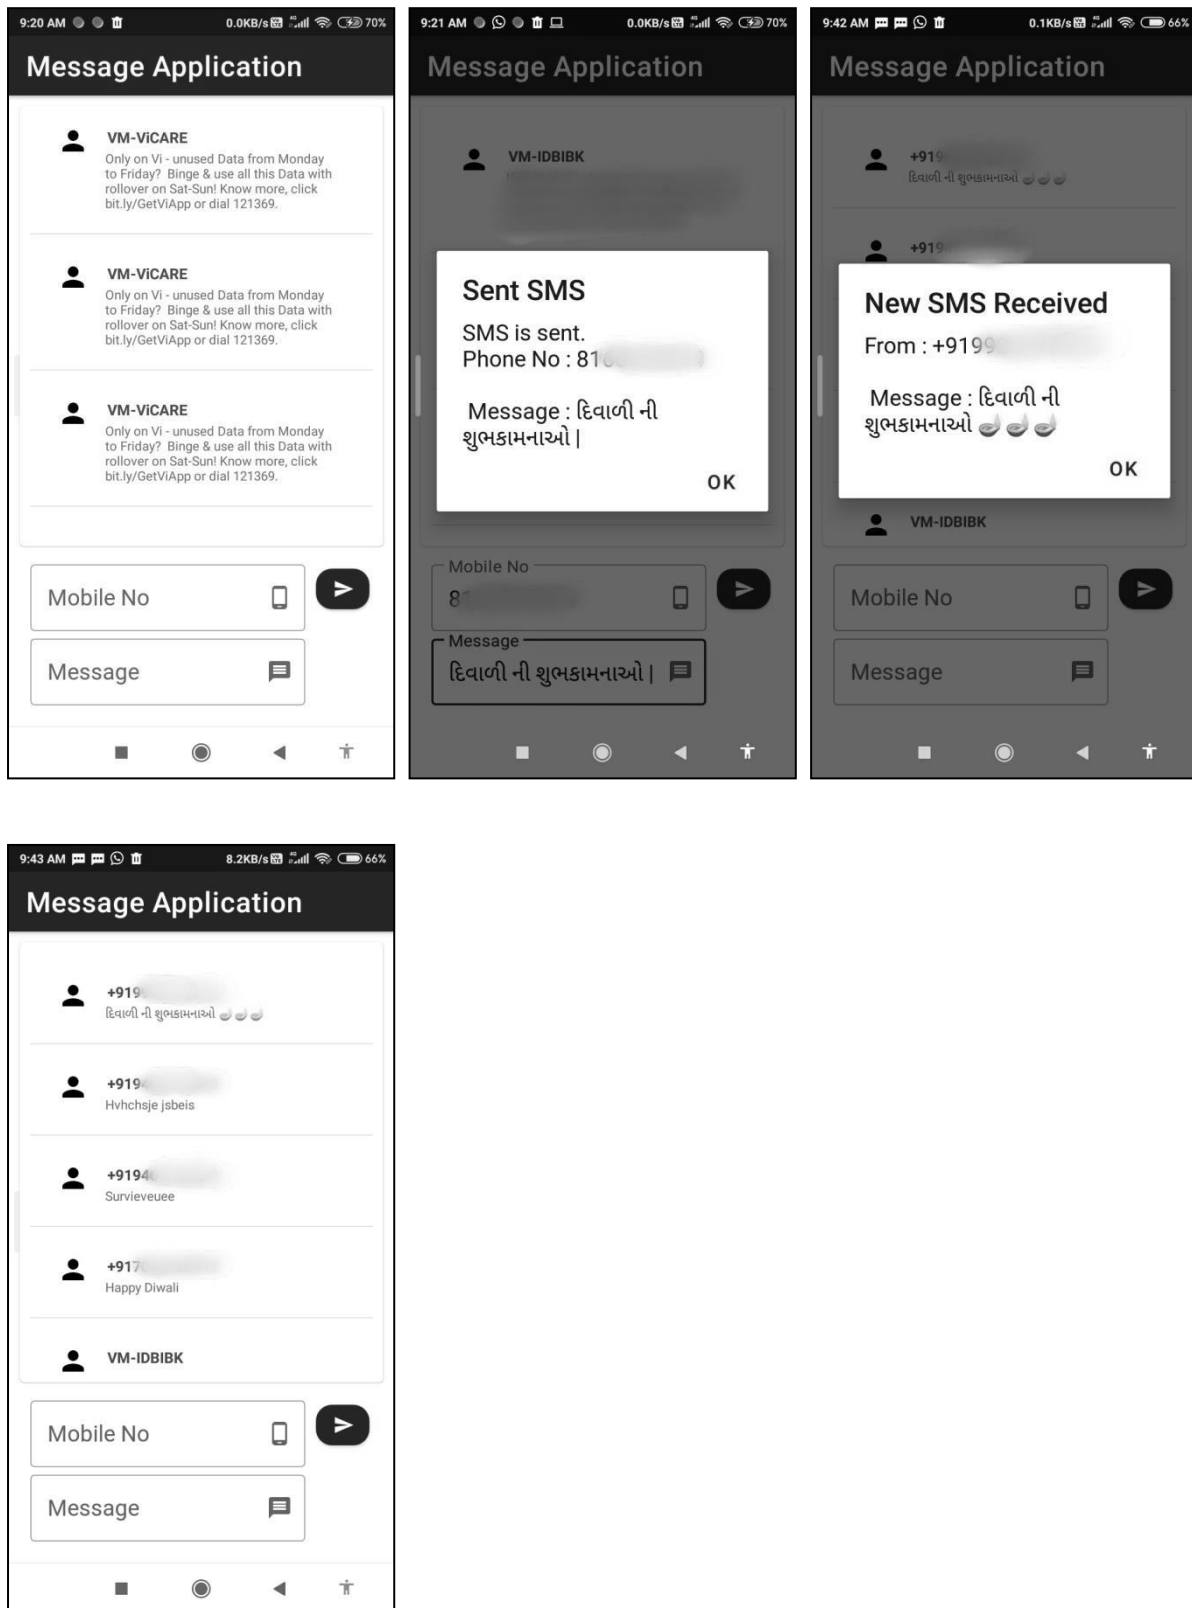 9:20 AM 0.0KB/s 70%
Message Application
VM-ViCARE
Only on Vi - unused Data from Monday
to Friday? Binge & use all this Data with
rollover on Sat-Sun! Know more, click
bit.ly/GetViApp or dial 121369.
VM-ViCARE
Only on Vi - unused Data from Monday
to Friday? Binge & use all this Data with
rollover on Sat-Sun! Know more, click
bit.ly/GetViApp or dial 121369.
VM-ViCARE
Only on Vi - unused Data from Monday
to Friday? Binge & use all this Data with
rollover on Sat-Sun! Know more, click
bit.ly/GetViApp or dial 121369.
Mobile No
Message
9:21 AM 0.0KB/s 70%
Message Application
VM-IDBIBK
Sent SMS
SMS is sent.
Phone No : 81
Message : દિવાળી ની
શુભકામનાઓ |
OK
Mobile No
8
Message
દિવાળી ની શુભકામનાઓ |
9:42 AM 0.1KB/s 66%
Message Application
+919
દિવાળી ની શુભકામનાઓ 🪔🪔🪔
+919
New SMS Received
From : +9199
Message : દિવાળી ની
શુભકામનાઓ 🪔🪔🪔
OK
VM-IDBIBK
Mobile No
Message
9:43 AM 8.2KB/s 66%
Message Application
+919
દિવાળી ની શુભકામનાઓ 🪔🪔🪔
+919
Hvhchsje jsbeis
+9194
Survieveuee
+917
Happy Diwali
VM-IDBIBK
Mobile No
Message